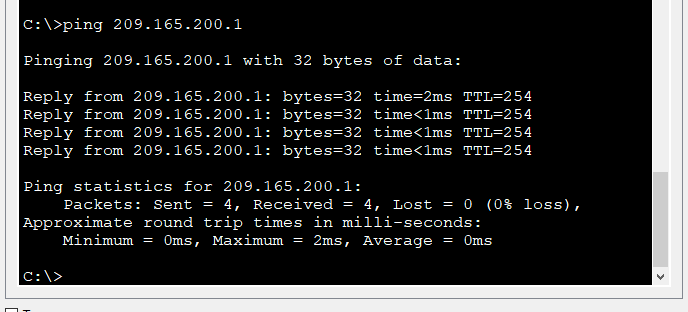 C:\>ping 209.165.200.1
Pinging 209.165.200.1 with 32 bytes of data:
Reply from 209.165.200.1: bytes=32 time=2ms TTL=254
Reply from 209.165.200.1: bytes=32 time<1ms TTL=254
Reply from 209.165.200.1: bytes=32 time<1ms TTL=254
Reply from 209.165.200.1: bytes=32 time<1ms TTL=254
Ping statistics for 209.165.200.1:
Packets: Sent = 4, Received = 4, Lost = 0 (0% loss),
Approximate round trip times in milli-seconds:
Minimum = 0ms, Maximum = 2ms, Average = 0ms
C:\>